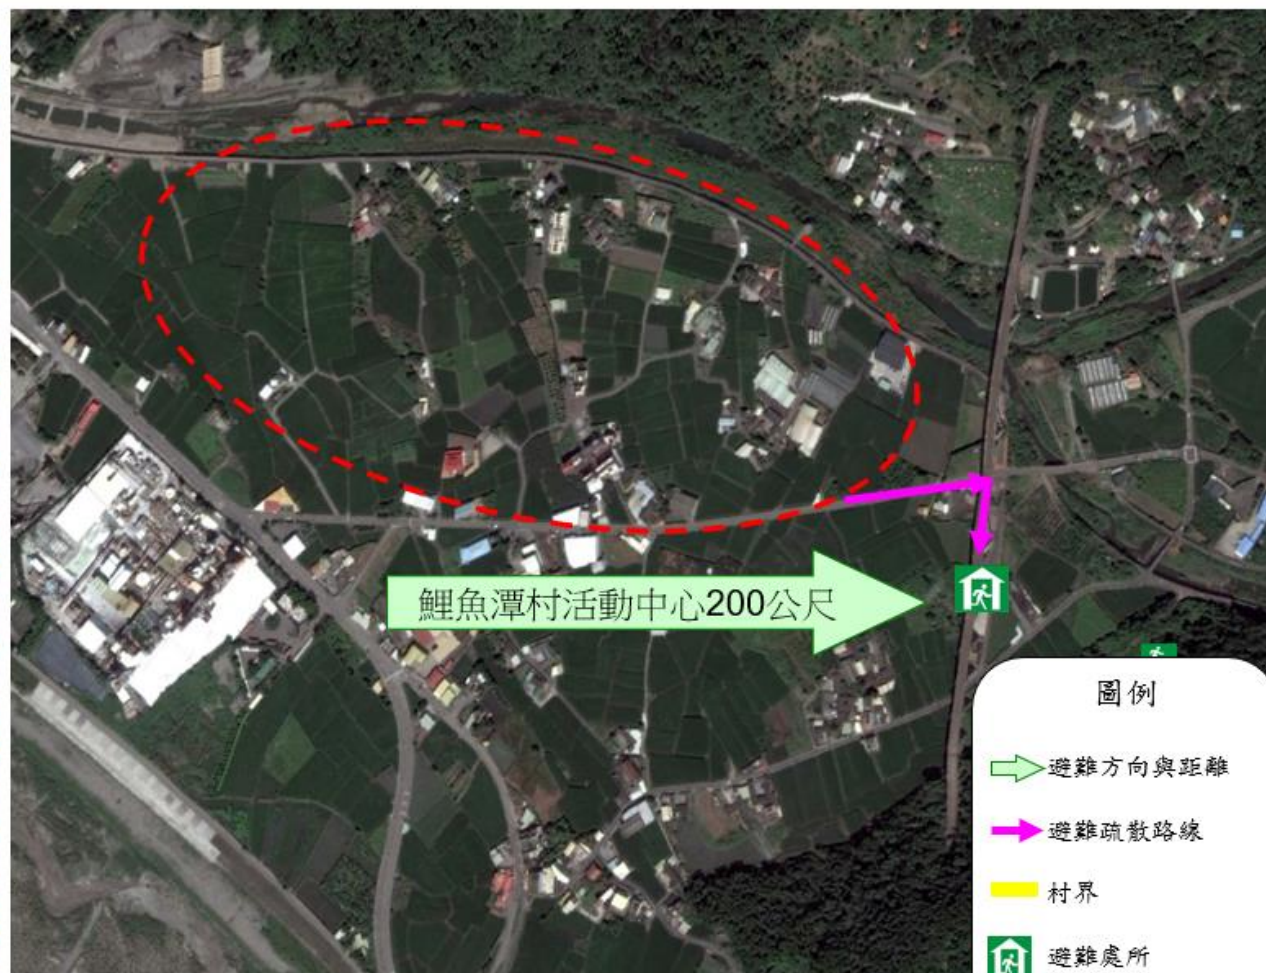 鯉魚潭村活動中心200公尺
圖例
避難方向與距離
避難疏散路線
村界
避難處所